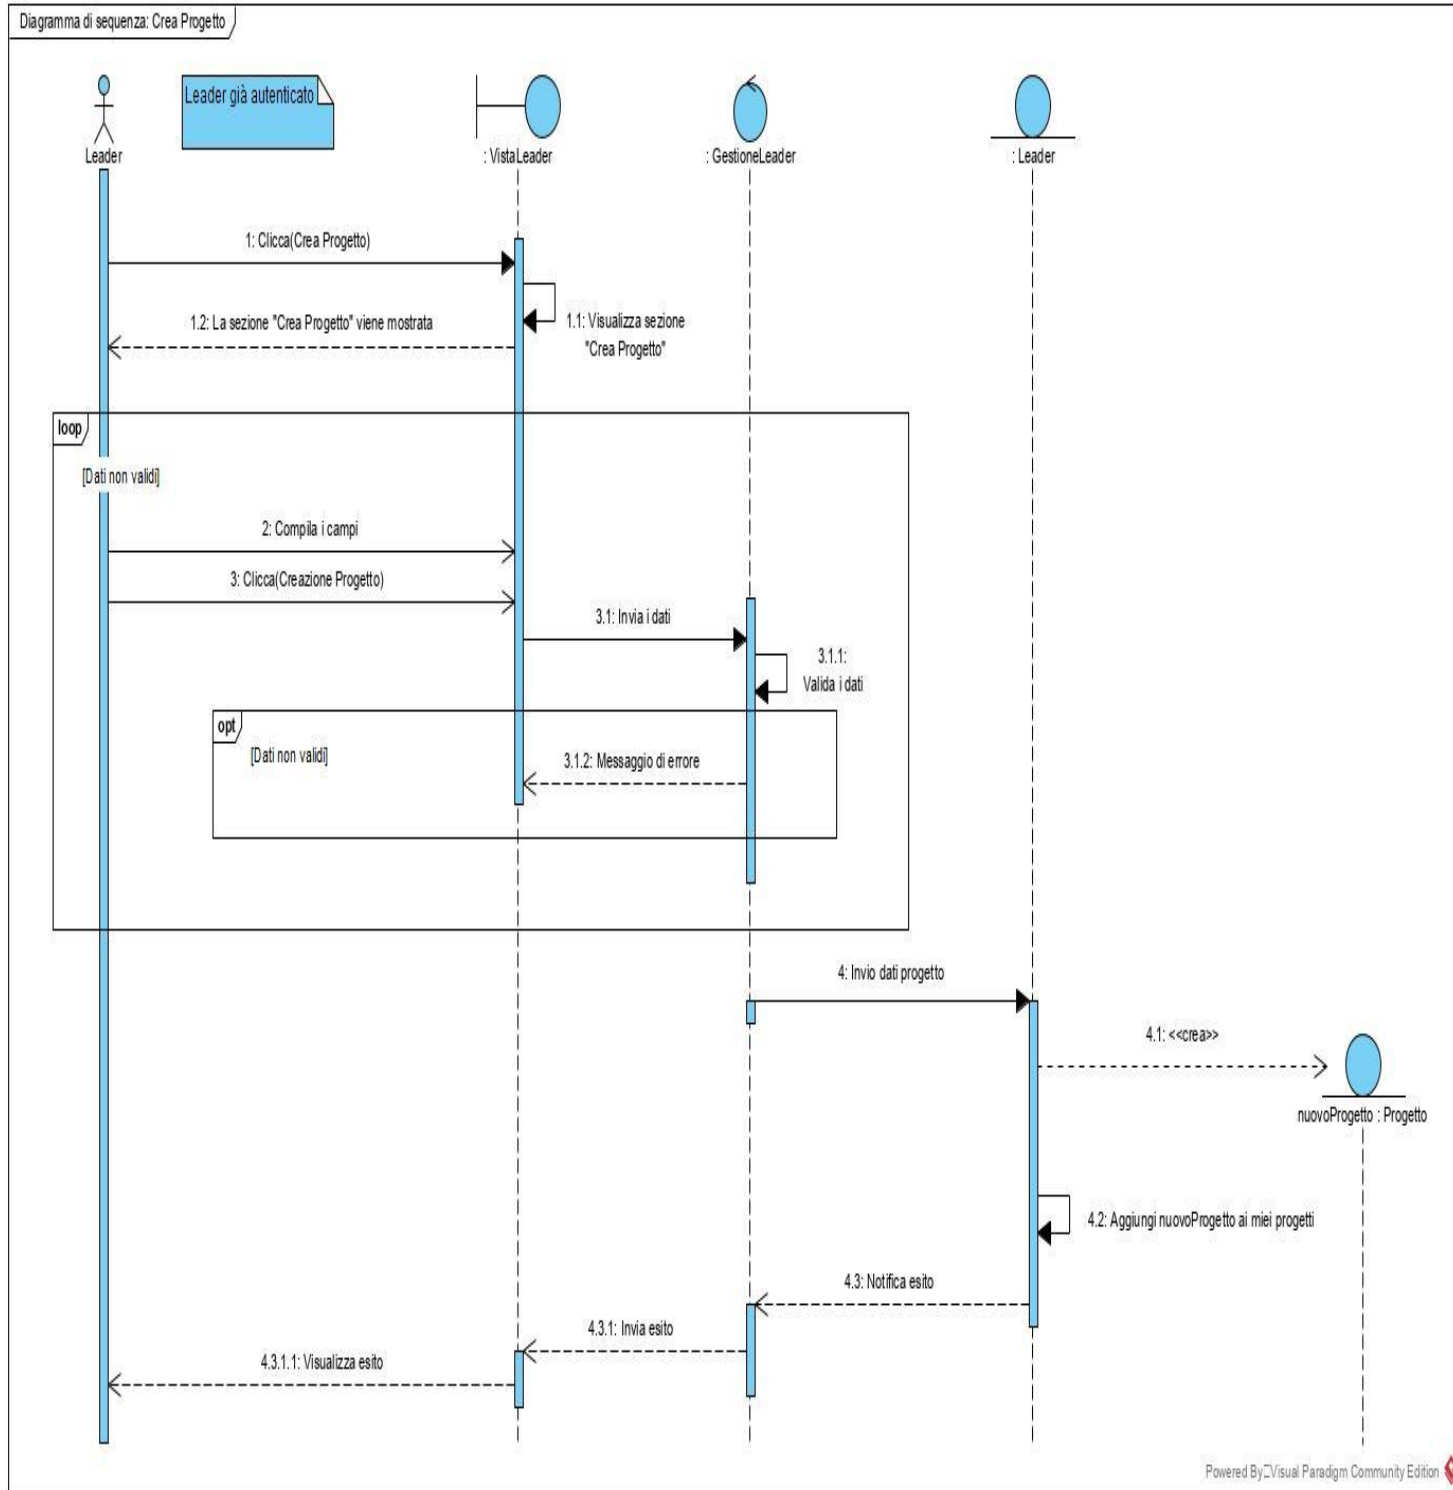 Diagramma di sequenza: Crea Progetto
Leader già autenticato
Leader
: VistaLeader
: GestioneLeader
: Leader
1: Clicca(Crea Progetto)
1.2: La sezione "Crea Progetto" viene mostrata
1.1: Visualizza sezione
"Crea Progetto"
loop
[Dati non validi]
2: Compila i campi
3: Clicca(Creazione Progetto)
3.1: Invia i dati
3.1.1:
Valida i dati
opt
[Dati non validi]
3.1.2: Messaggio di errore
4: Invio dati progetto
4.1: <<crea>>
nuovoProgetto : Progetto
4.2: Aggiungi nuovoProgetto ai miei progetti
4.3: Notifica esito
4.3.1: Invia esito
4.3.1.1: Visualizza esito
Powered By Visual Paradigm Community Edition